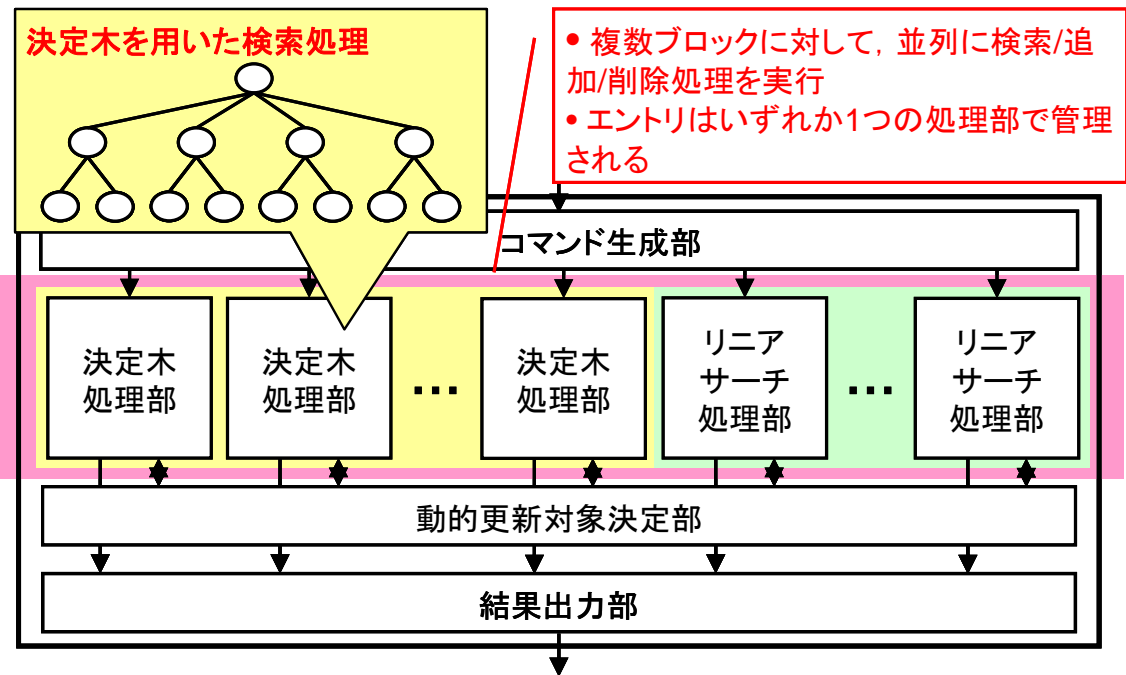 決定木を用いた検索処理
• 複数ブロックに対して，並列に検索/追
加/削除処理を実行
• エントリはいずれか1つの処理部で管理
される
コマンド生成部
決定木
処理部
決定木
処理部
...
決定木
処理部
リニア
サーチ
処理部
...
リニア
サーチ
処理部
動的更新対象決定部
結果出力部